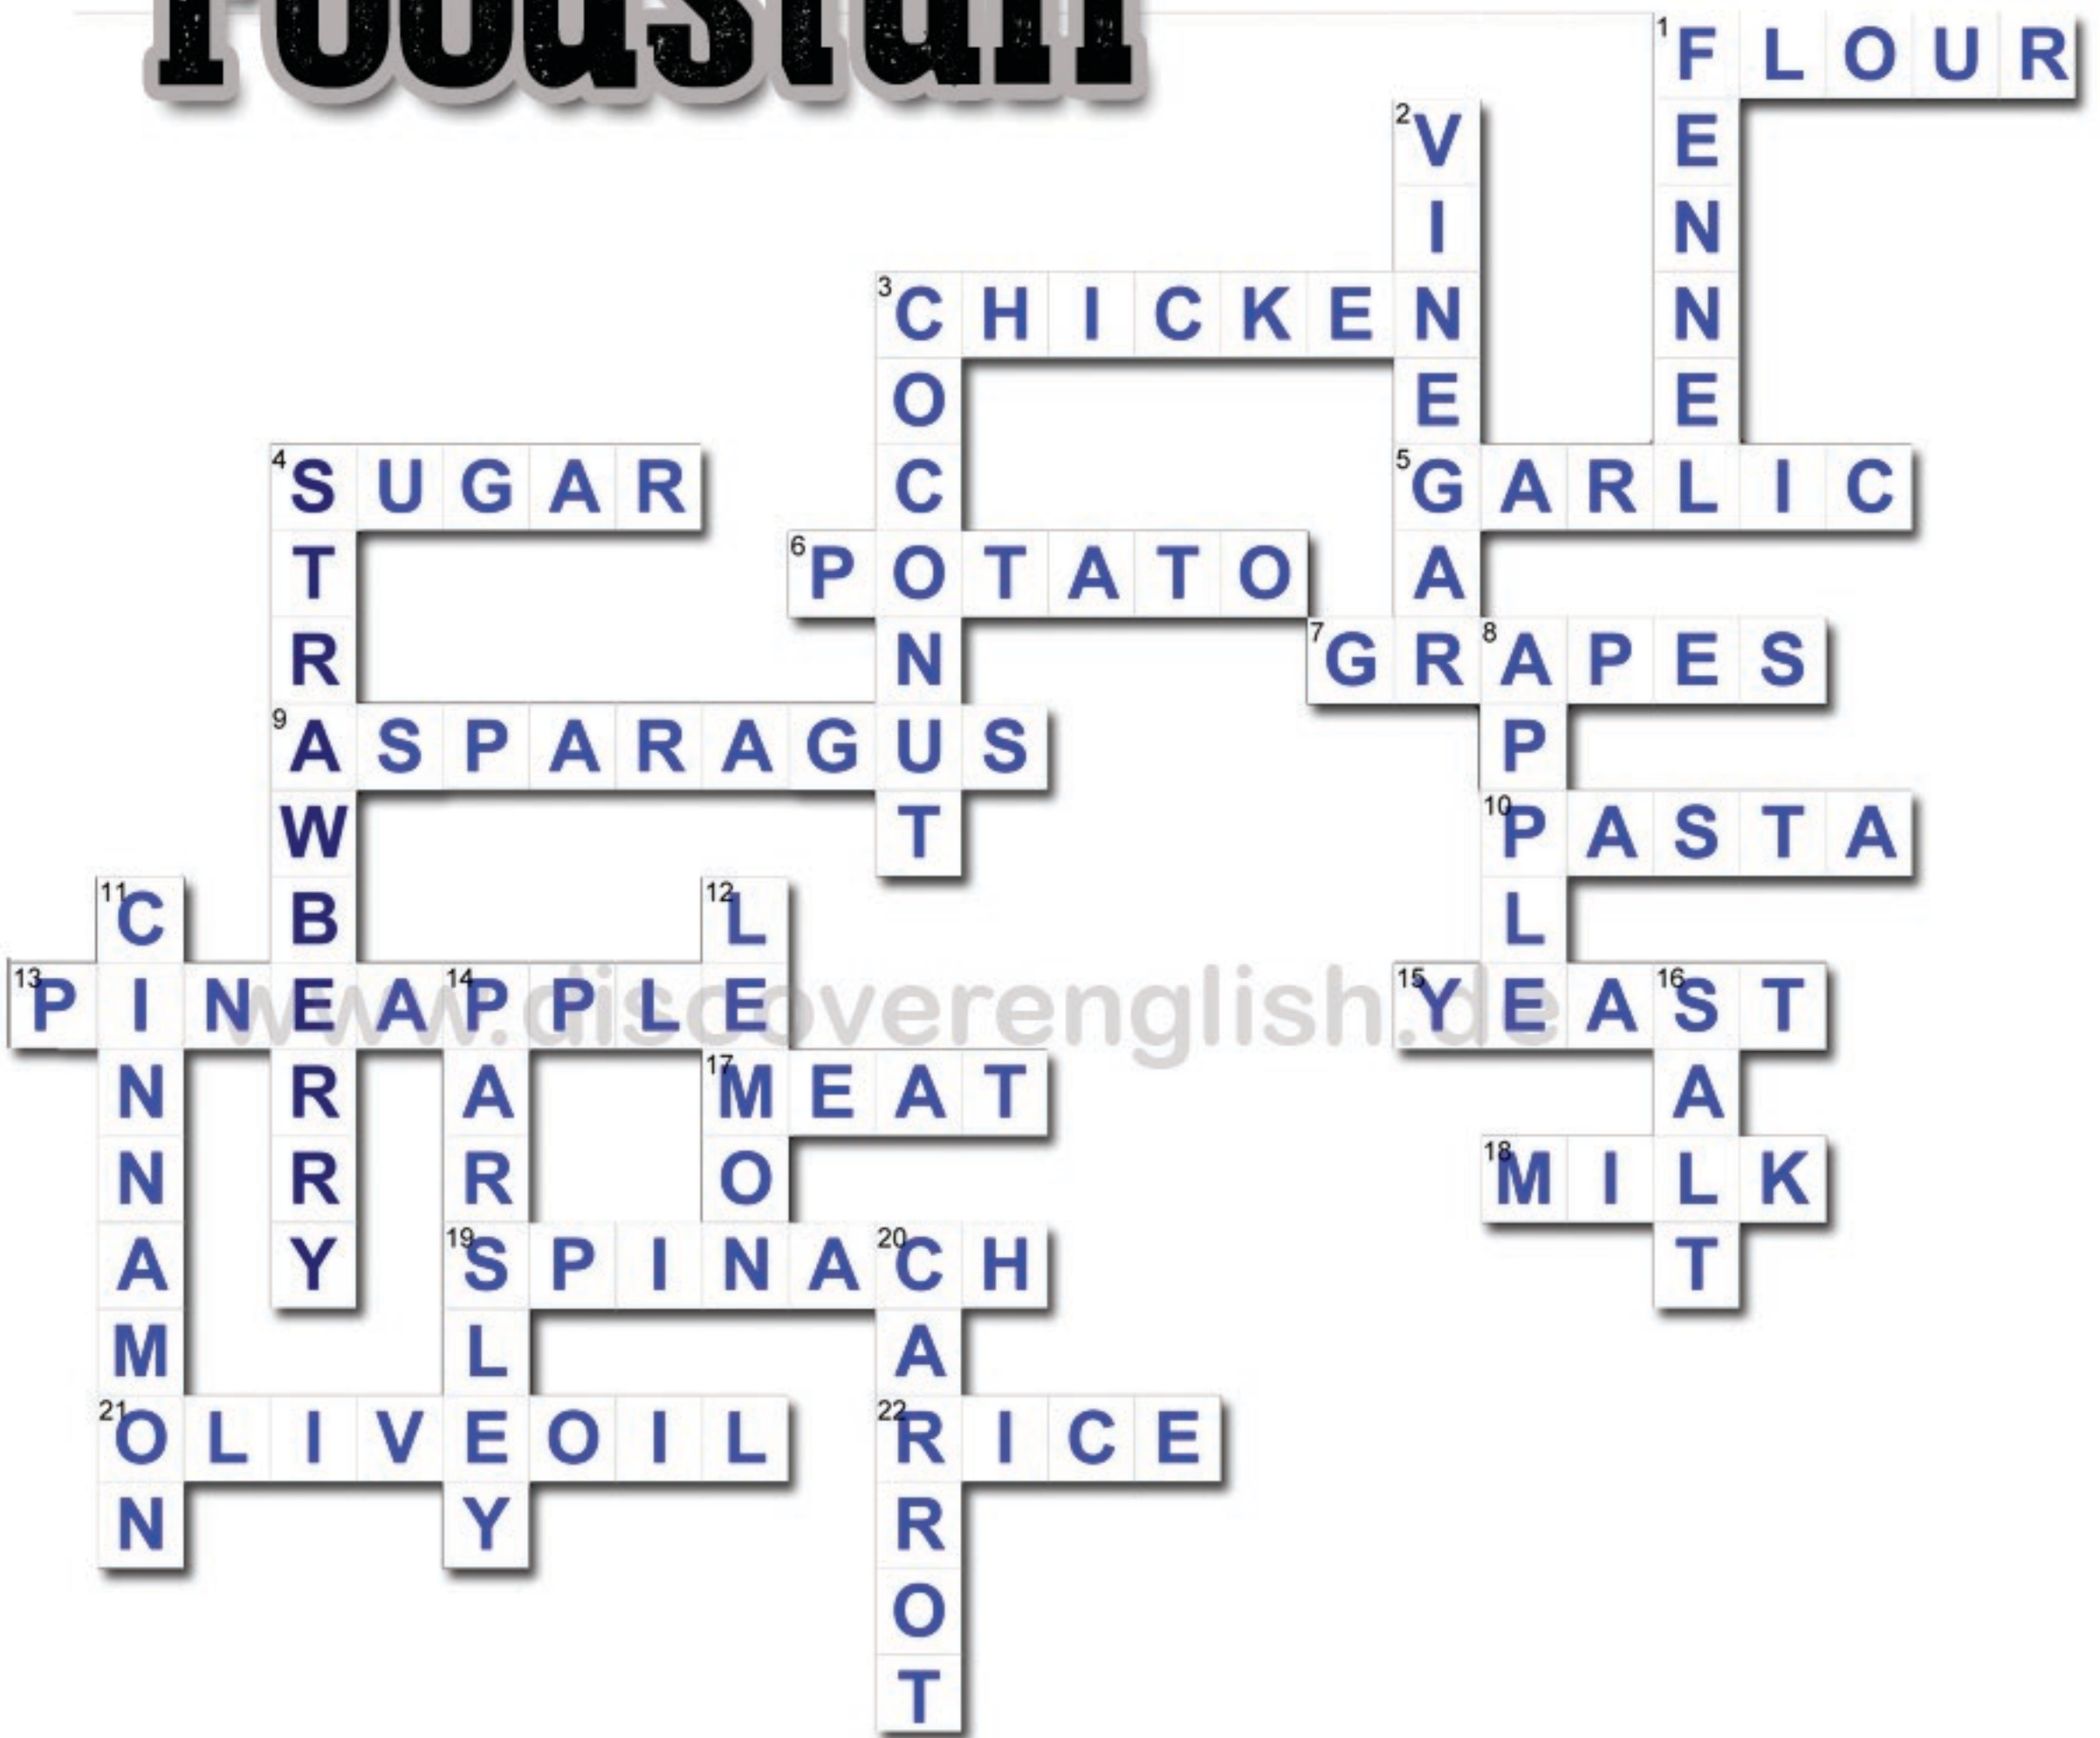 Foodstuff
1 F L O U R
2 V E
I N
3 C H I C K E N N
O E E
4 S U G A R C 5 G A R L I C
T 6 P O T A T O A
R N 7 G R 8 A P E S
9 A S P A R A G U S P
W T 10 P A S T A
11 C B 12 L L
13 P I N E A 14 P P L E 15 Y E A 16 S T
www.discoverenglish.de
N R A 17 M E A T A
N R R O 18 M I L K
A Y 19 S P I N A 20 C H T
M L A
21 O L I V E O I L 22 R I C E
N Y R
O
T